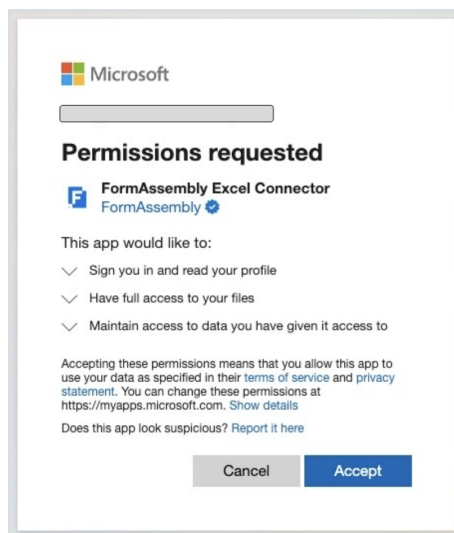 Microsoft
Permissions requested
FormAssembly Excel Connector
FormAssembly
This app would like to:
Sign you in and read your profile
Have full access to your files
Maintain access to data you have given it access to
Accepting these permissions means that you allow this app to
use your data as specified in their terms of service and privacy
statement. You can change these permissions at
https://myapps.microsoft.com. Show details
Does this app look suspicious? Report it here
Cancel Accept